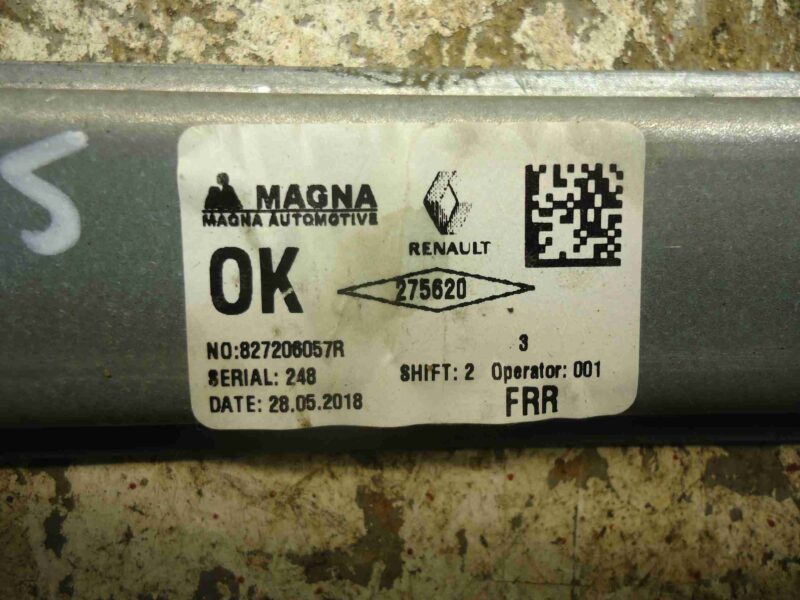 S
MAGNA
MAGNA AUTOMOTIVE
RENAULT
OK
275620
3
NO:827206057R
SERIAL: 248 SHIFT: 2 Operator: 001
DATE: 28.05.2018 FRR